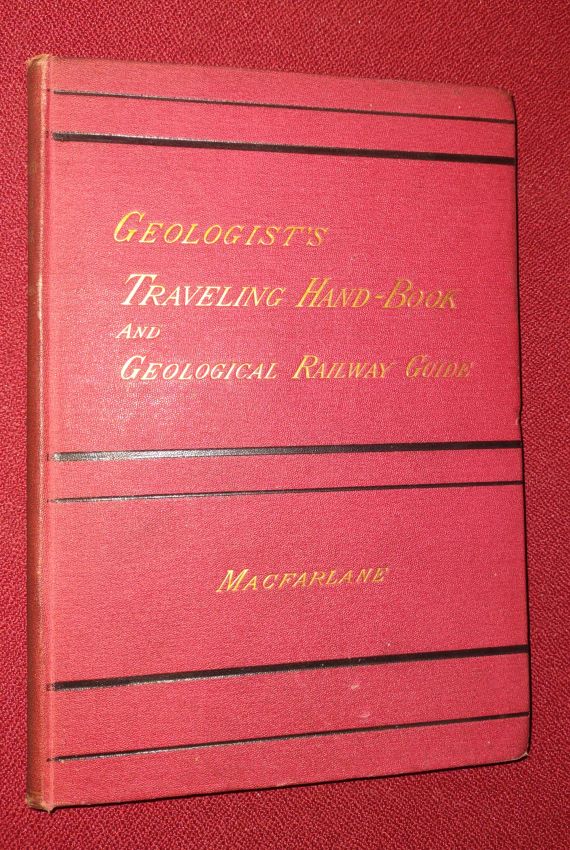 GEOLOGIST'S
TRAVELING HAND-BOOK
AND
GEOLOGICAL RAILWAY GUIDE
MACFARLANE